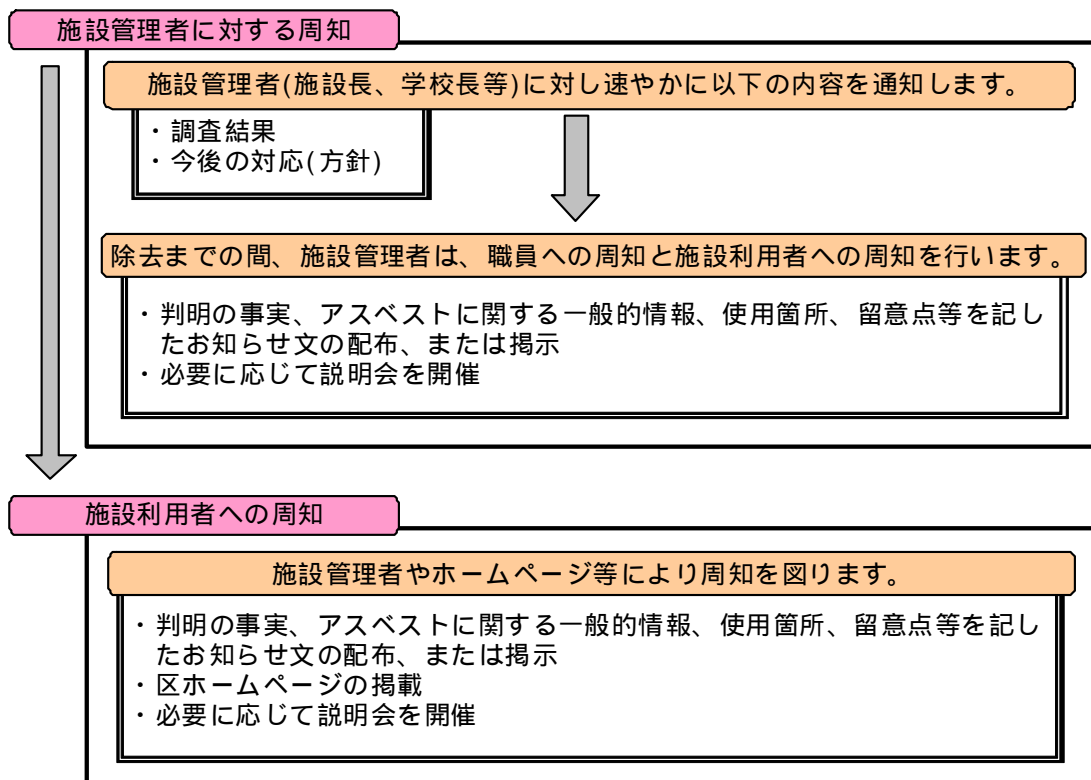 施設管理者に対する周知
施設管理者(施設長、学校長等)に対し速やかに以下の内容を通知します。
・調査結果
・今後の対応(方針)
除去までの間、施設管理者は、職員への周知と施設利用者への周知を行います。
・判明の事実、アスベストに関する一般的情報、使用箇所、留意点等を記し
たお知らせ文の配布、または掲示
・必要に応じて説明会を開催
施設利用者への周知
施設管理者やホームページ等により周知を図ります。
・判明の事実、アスベストに関する一般的情報、使用箇所、留意点等を記し
たお知らせ文の配布、または掲示
・区ホームページの掲載
・必要に応じて説明会を開催